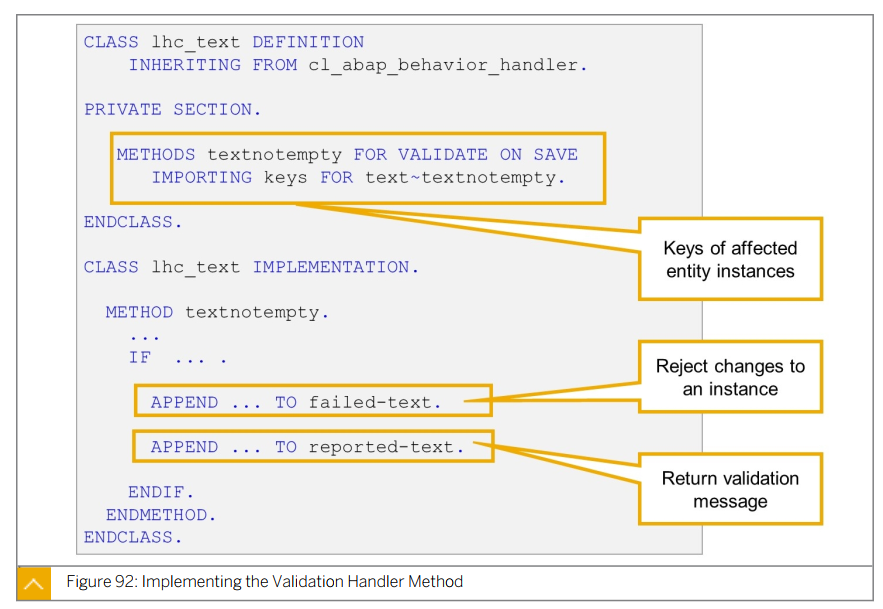 CLASS lhc_text DEFINITION
INHERITING FROM cl_abap_behavior_handler.
PRIVATE SECTION.
METHODS textnotempty FOR VALIDATE ON SAVE
IMPORTING keys FOR text~textnotempty.
ENDCLASS.
Keys of affected
entity instances
CLASS lhc_text IMPLEMENTATION.
METHOD textnotempty.
...
IF ... .
Reject changes to
an instance
APPEND ... TO failed-text.
APPEND ... TO reported-text.
Return validation
message
ENDIF.
ENDMETHOD.
ENDCLASS.
Figure 92: Implementing the Validation Handler Method